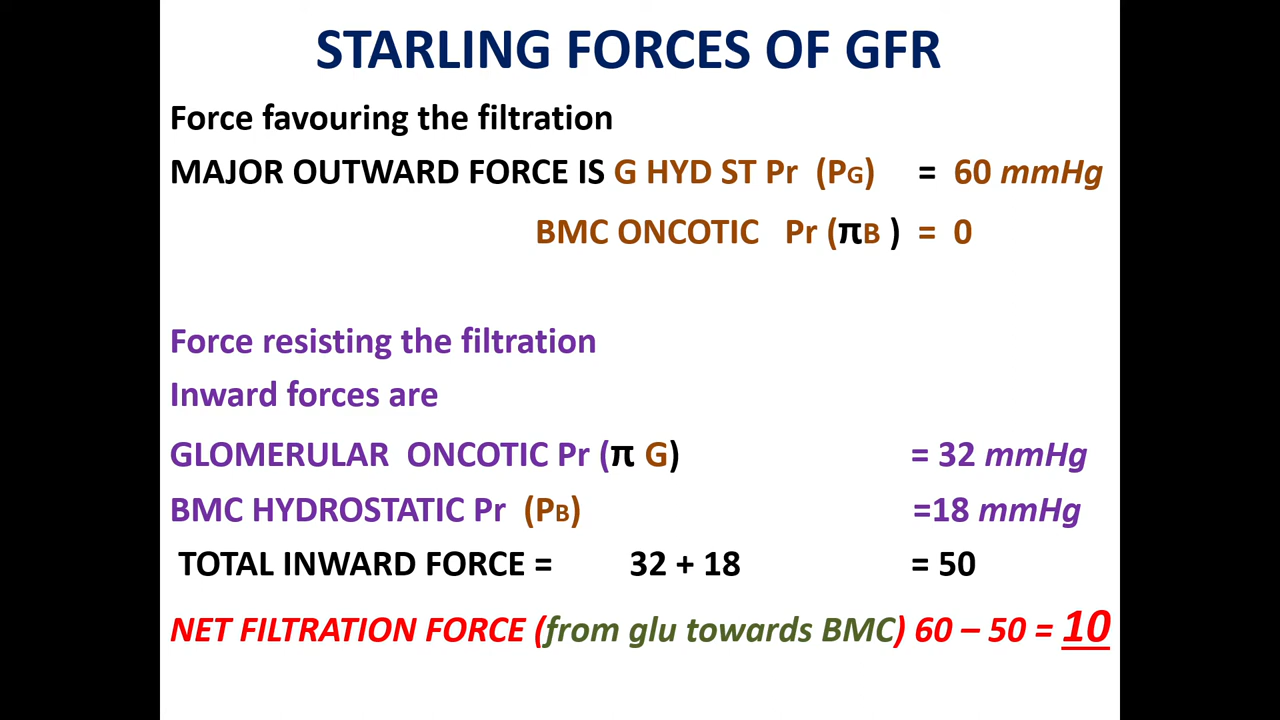 STARLING FORCES OF GFR
Force favouring the filtration
MAJOR OUTWARD FORCE IS G HYD ST Pr (PG) = 60 mmHg
BMC ONCOTIC Pr (πB ) = 0
Force resisting the filtration
Inward forces are
GLOMERULAR ONCOTIC Pr (π G) = 32 mmHg
BMC HYDROSTATIC Pr (PB) =18 mmHg
TOTAL INWARD FORCE = 32 + 18 = 50
NET FILTRATION FORCE (from glu towards BMC) 60 – 50 = 10